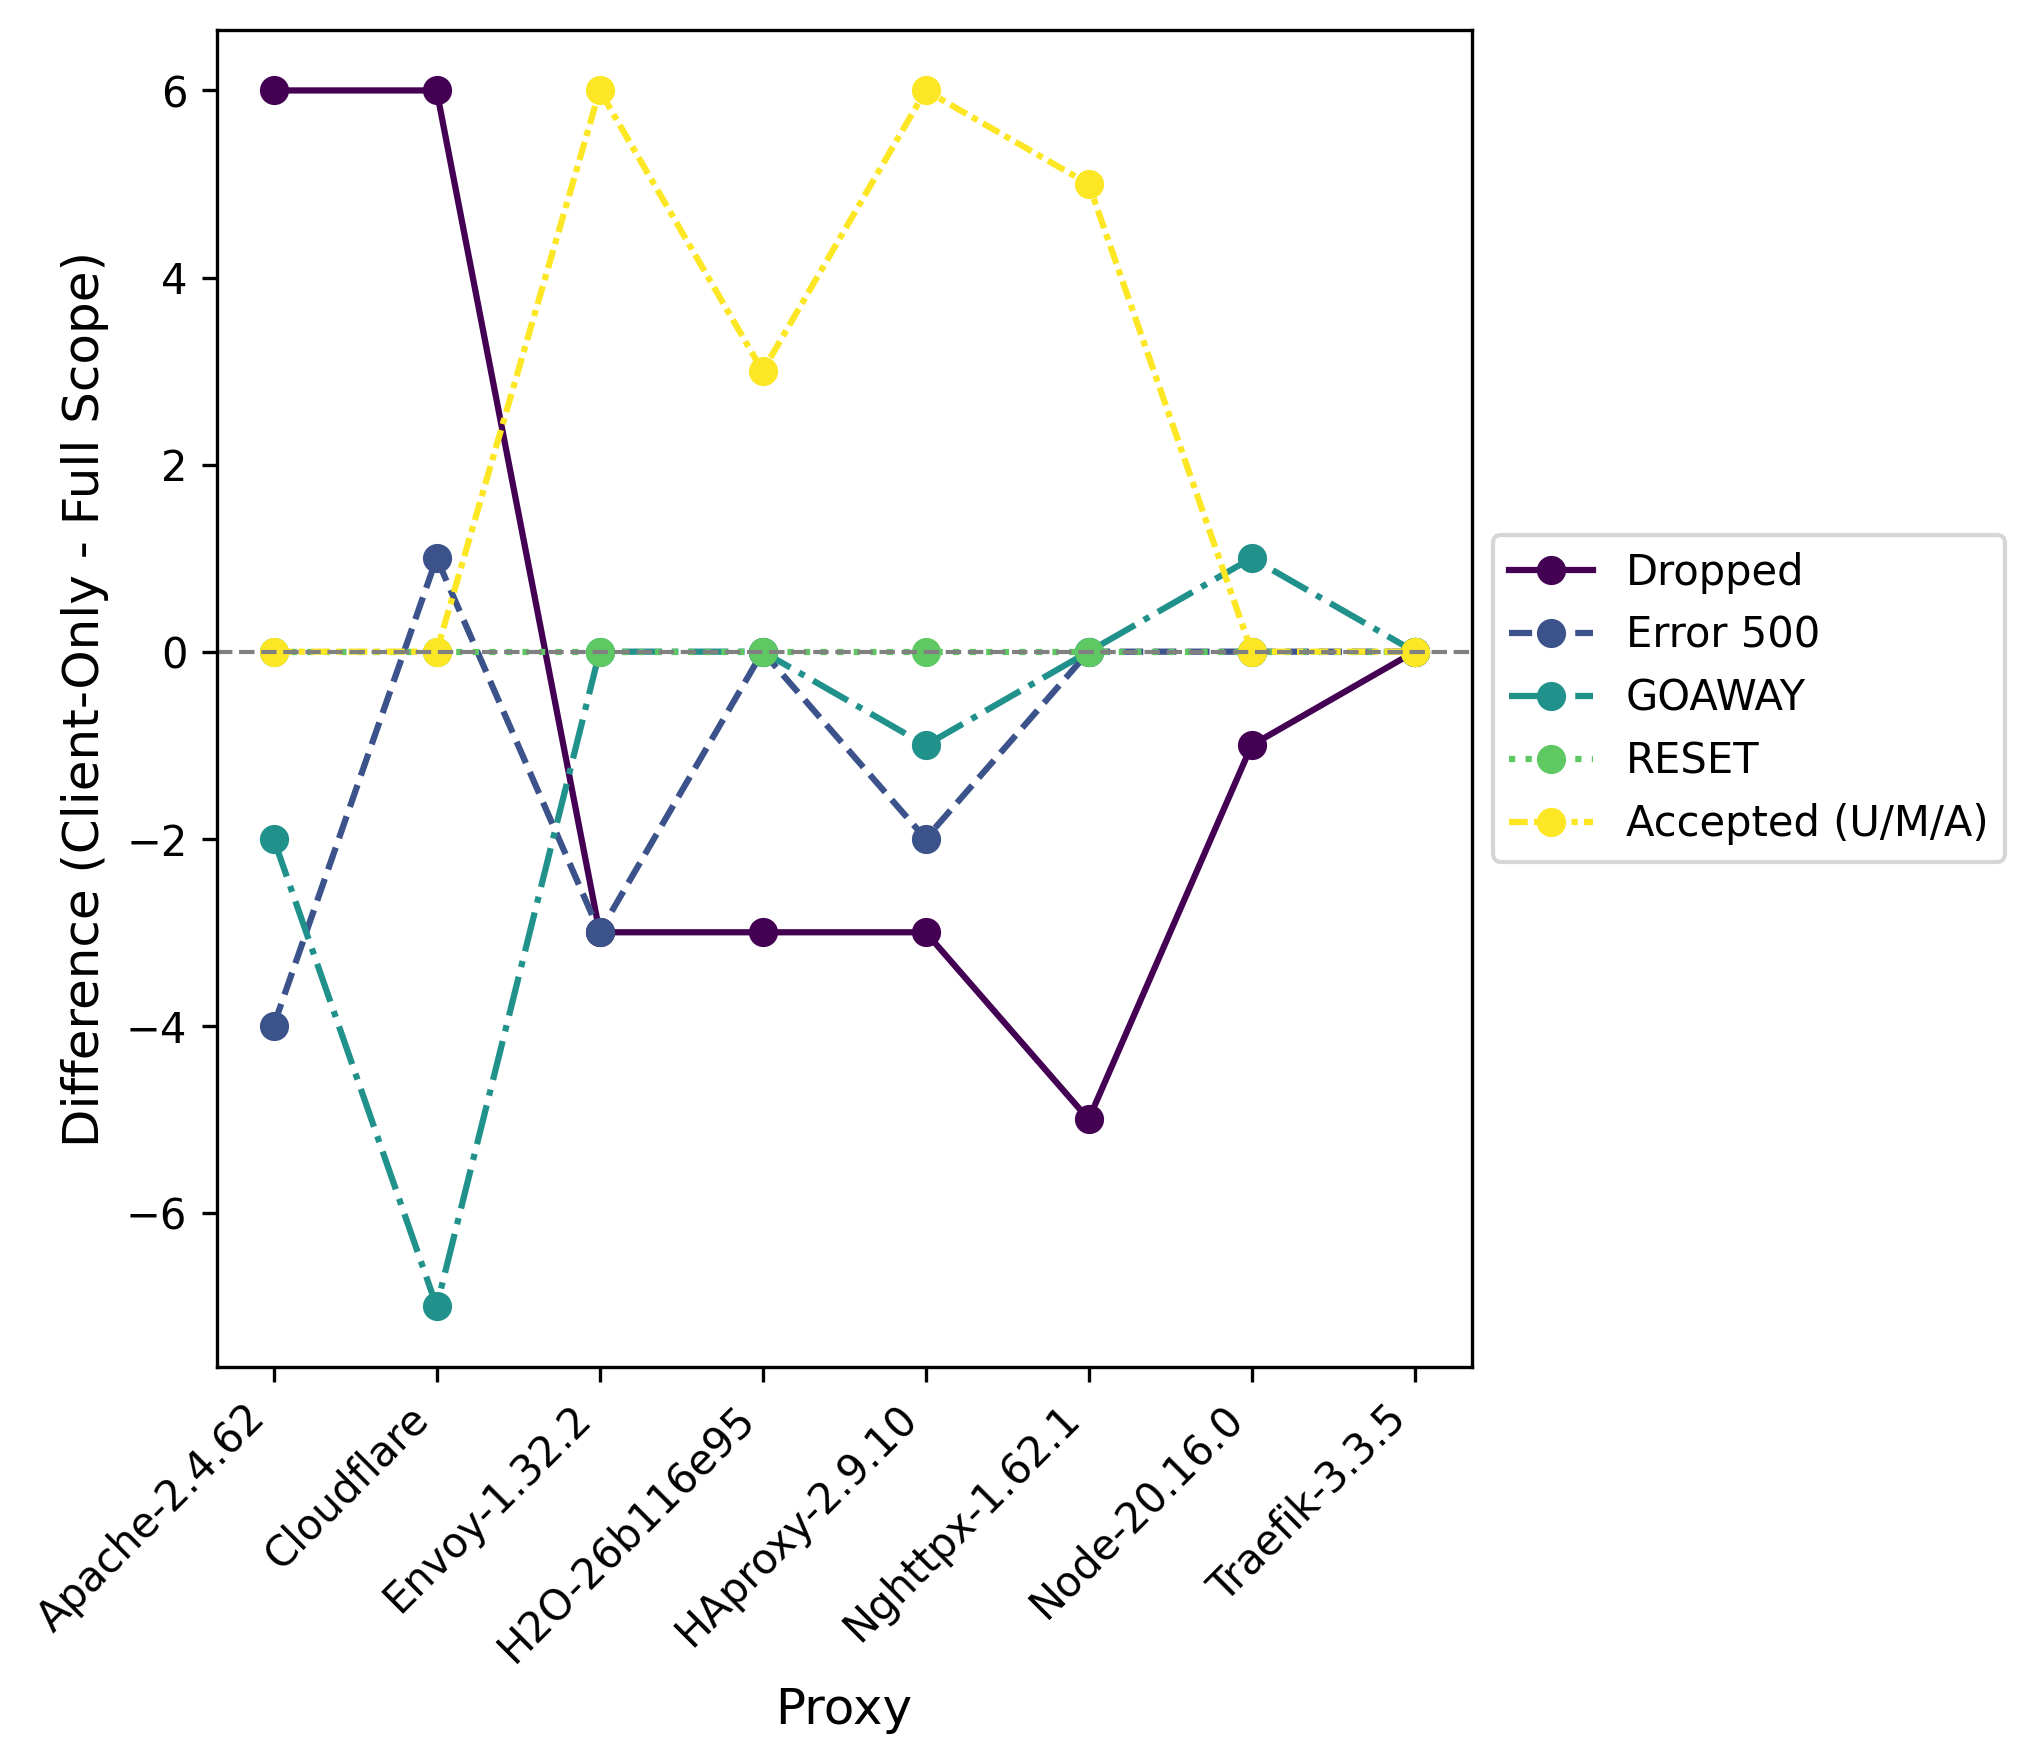 Difference (Client-Only - Full Scope)
6
4
2
0
−2
−4
−6
Apache-2.4.62
Cloudflare
Envoy-1.32.2
H2O-26b116e95
HAproxy-2.9.10
Nghttpx-1.62.1
Node-20.16.0
Traefik-3.3.5
Proxy
Dropped
Error 500
GOAWAY
RESET
Accepted (U/M/A)